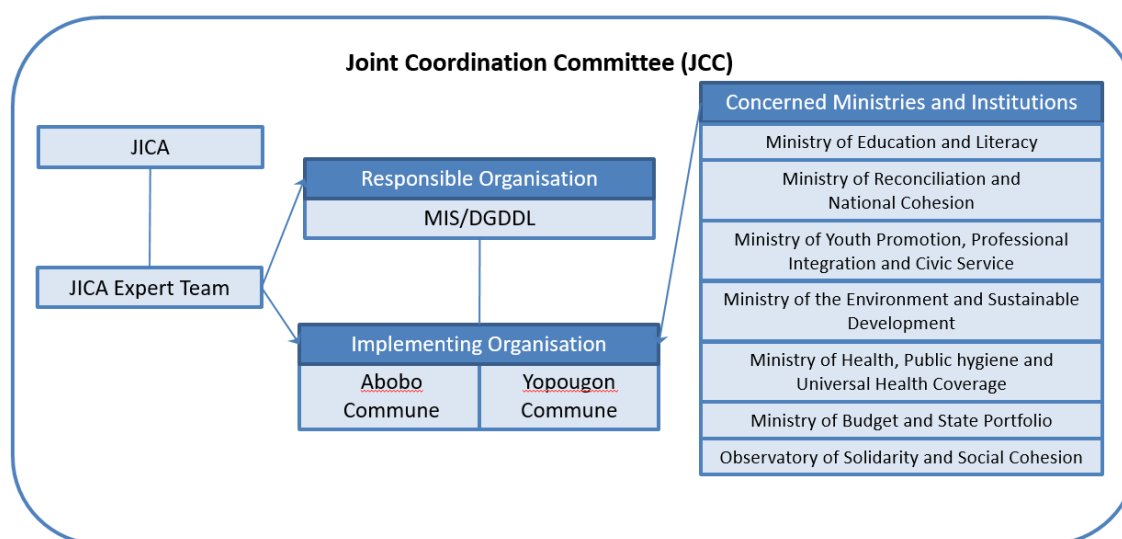 Joint Coordination Committee (JCC)
JICA
JICA Expert Team
Responsible Organisation
MIS/DGDDL
Implementing Organisation
Abobo
Commune
Yopougon
Commune
Concerned Ministries and Institutions
Ministry of Education and Literacy
Ministry of Reconciliation and
National Cohesion
Ministry of Youth Promotion, Professional
Integration and Civic Service
Ministry of the Environment and Sustainable
Development
Ministry of Health, Public hygiene and
Universal Health Coverage
Ministry of Budget and State Portfolio
Observatory of Solidarity and Social Cohesion